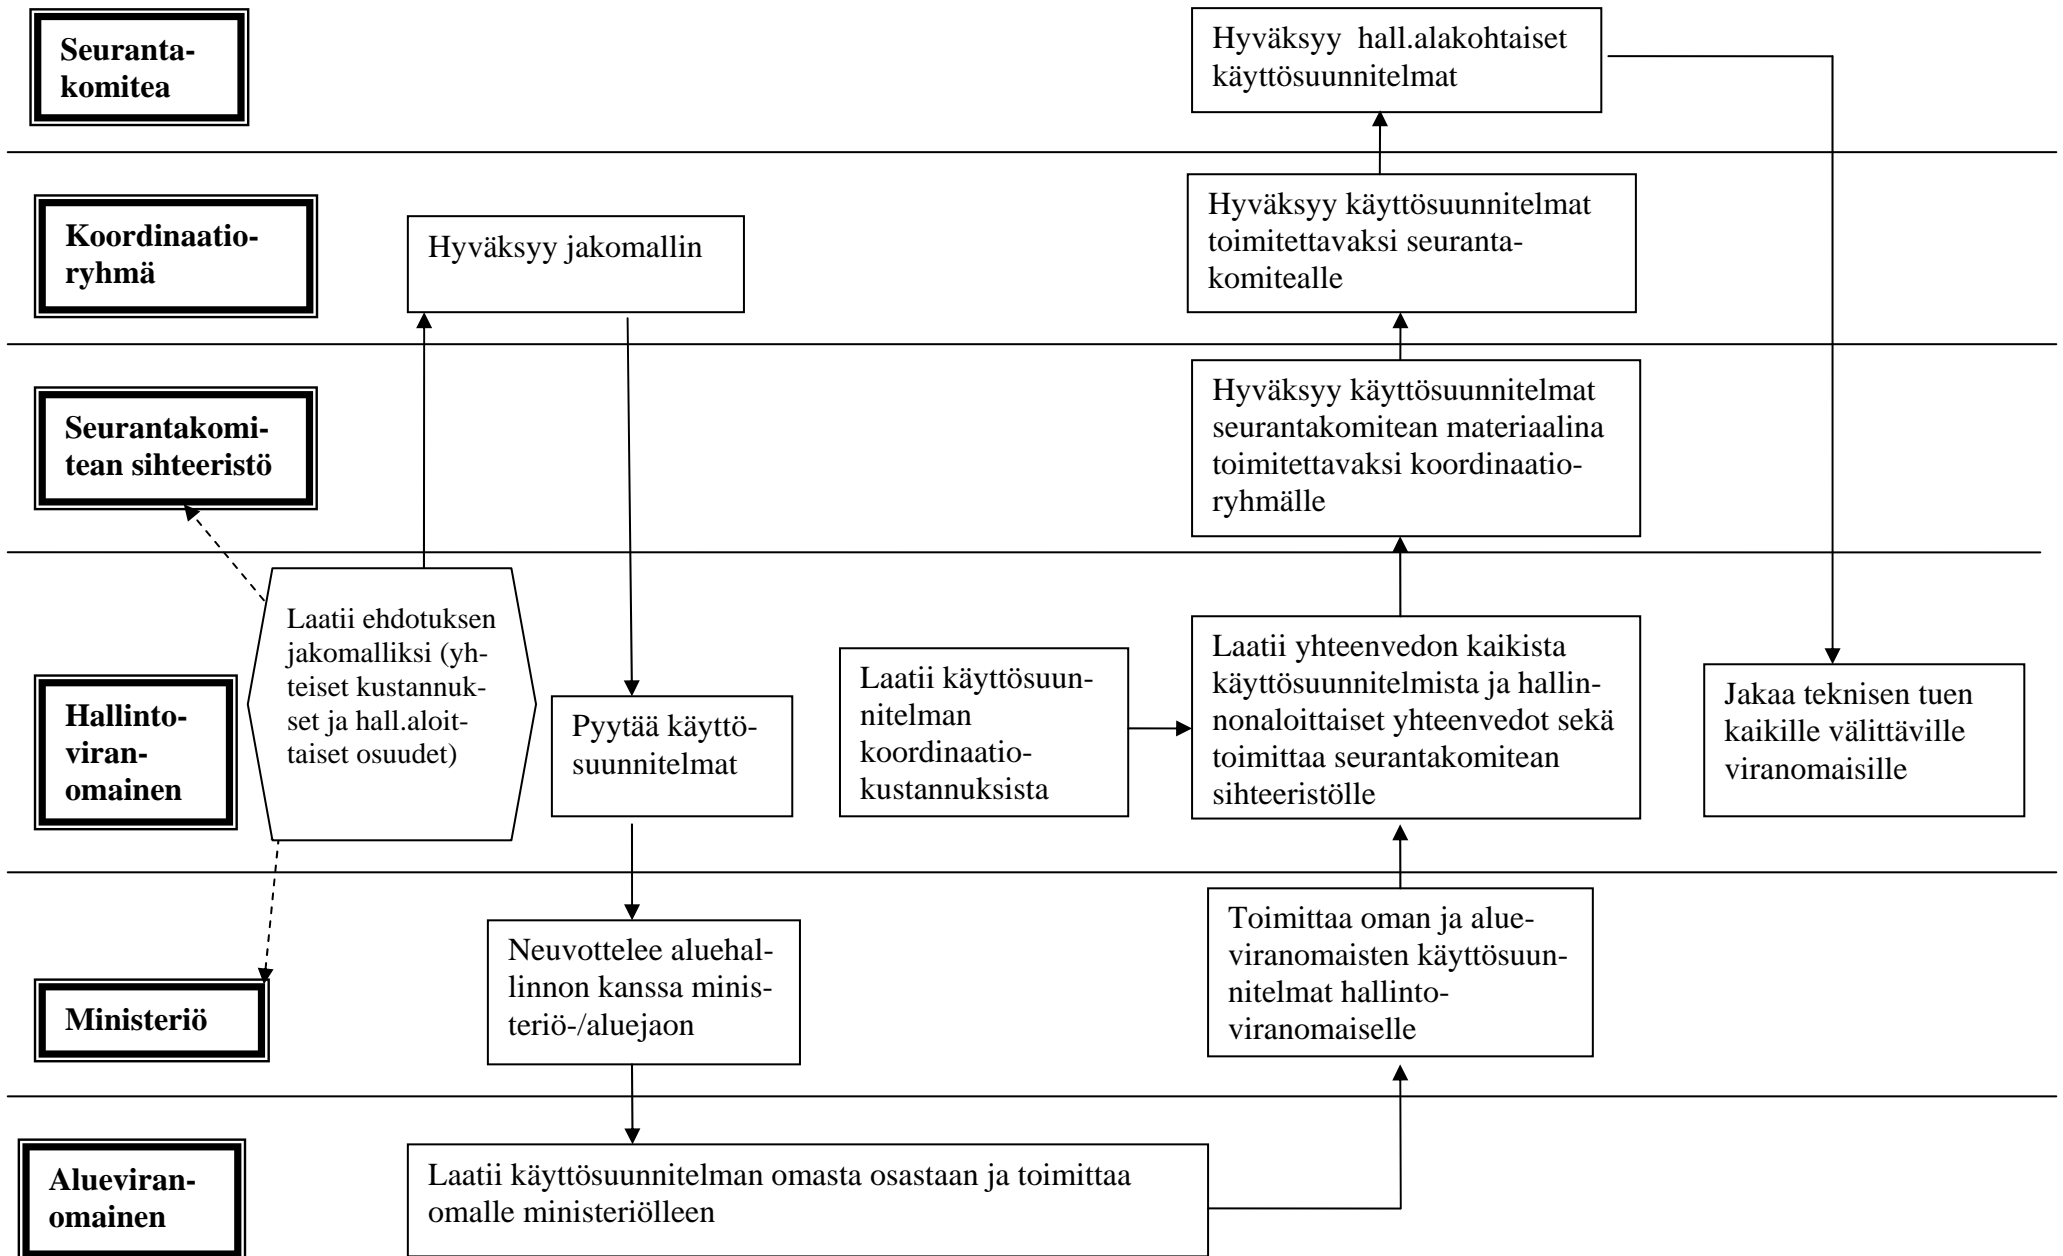 Seuranta-
komitea
Hyväksyy hall.alakohtaiset
käyttösuunnitelmat
Koordinaatio-
ryhmä
Hyväksyy jakomallin
Hyväksyy käyttösuunnitelmat
toimitettavaksi seuranta-
komitealle
Seurantakomi-
tean sihteeristö
Hyväksyy käyttösuunnitelmat
seurantakomitean materiaalina
toimitettavaksi koordinaatio-
ryhmälle
Hallinto-
viran-
omainen
Laatii ehdotuksen
jakomalliksi (yh-
teiset kustannuk-
set ja hall.aloit-
taiset osuudet)
Pyytää käyttö-
suunnitelmat
Laatii käyttösuun-
nitelman
koordinaatio-
kustannuksista
Laatii yhteenvedon kaikista
käyttösuunnitelmista ja hallin-
nonaloittaiset yhteenvedot sekä
toimittaa seurantakomitean
sihteeristölle
Jakaa teknisen tuen
kaikille välittäville
viranomaisille
Ministeriö
Neuvottelee aluehal-
linnon kanssa minis-
teriö-/aluejaon
Toimittaa oman ja alue-
viranomaisten käyttösuun-
nitelmat hallinto-
viranomaiselle
Alueviran-
omainen
Laatii käyttösuunnitelman omasta osastaan ja toimittaa
omalle ministeriölleen